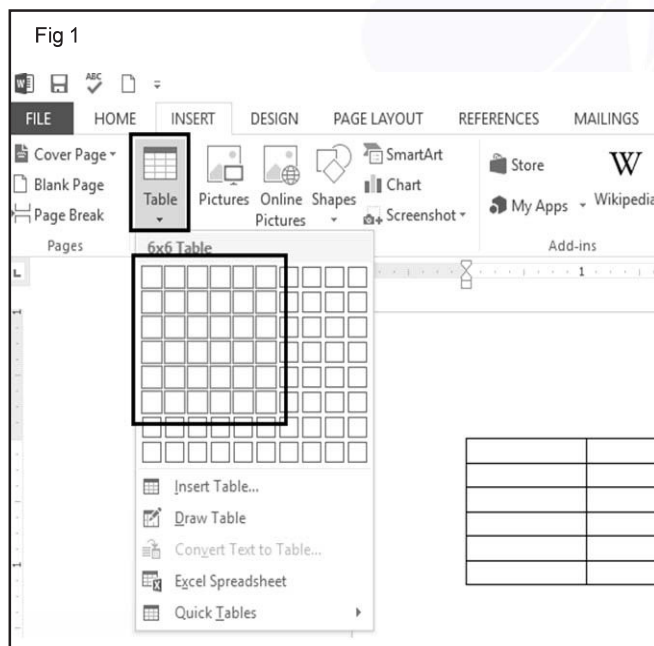 Fig 1
ABC
FILE HOME INSERT DESIGN PAGE LAYOUT REFERENCES MAILINGS
Cover Page
Blank Page
Page Break
Pages
Table
Pictures
Online Pictures
Shapes
SmartArt
Chart
Screenshot
Store
My Apps
W
Wikipedia
Add-ins
6x6 Table
1
Insert Table...
Draw Table
Convert Text to Table...
Excel Spreadsheet
Quick Tables
1